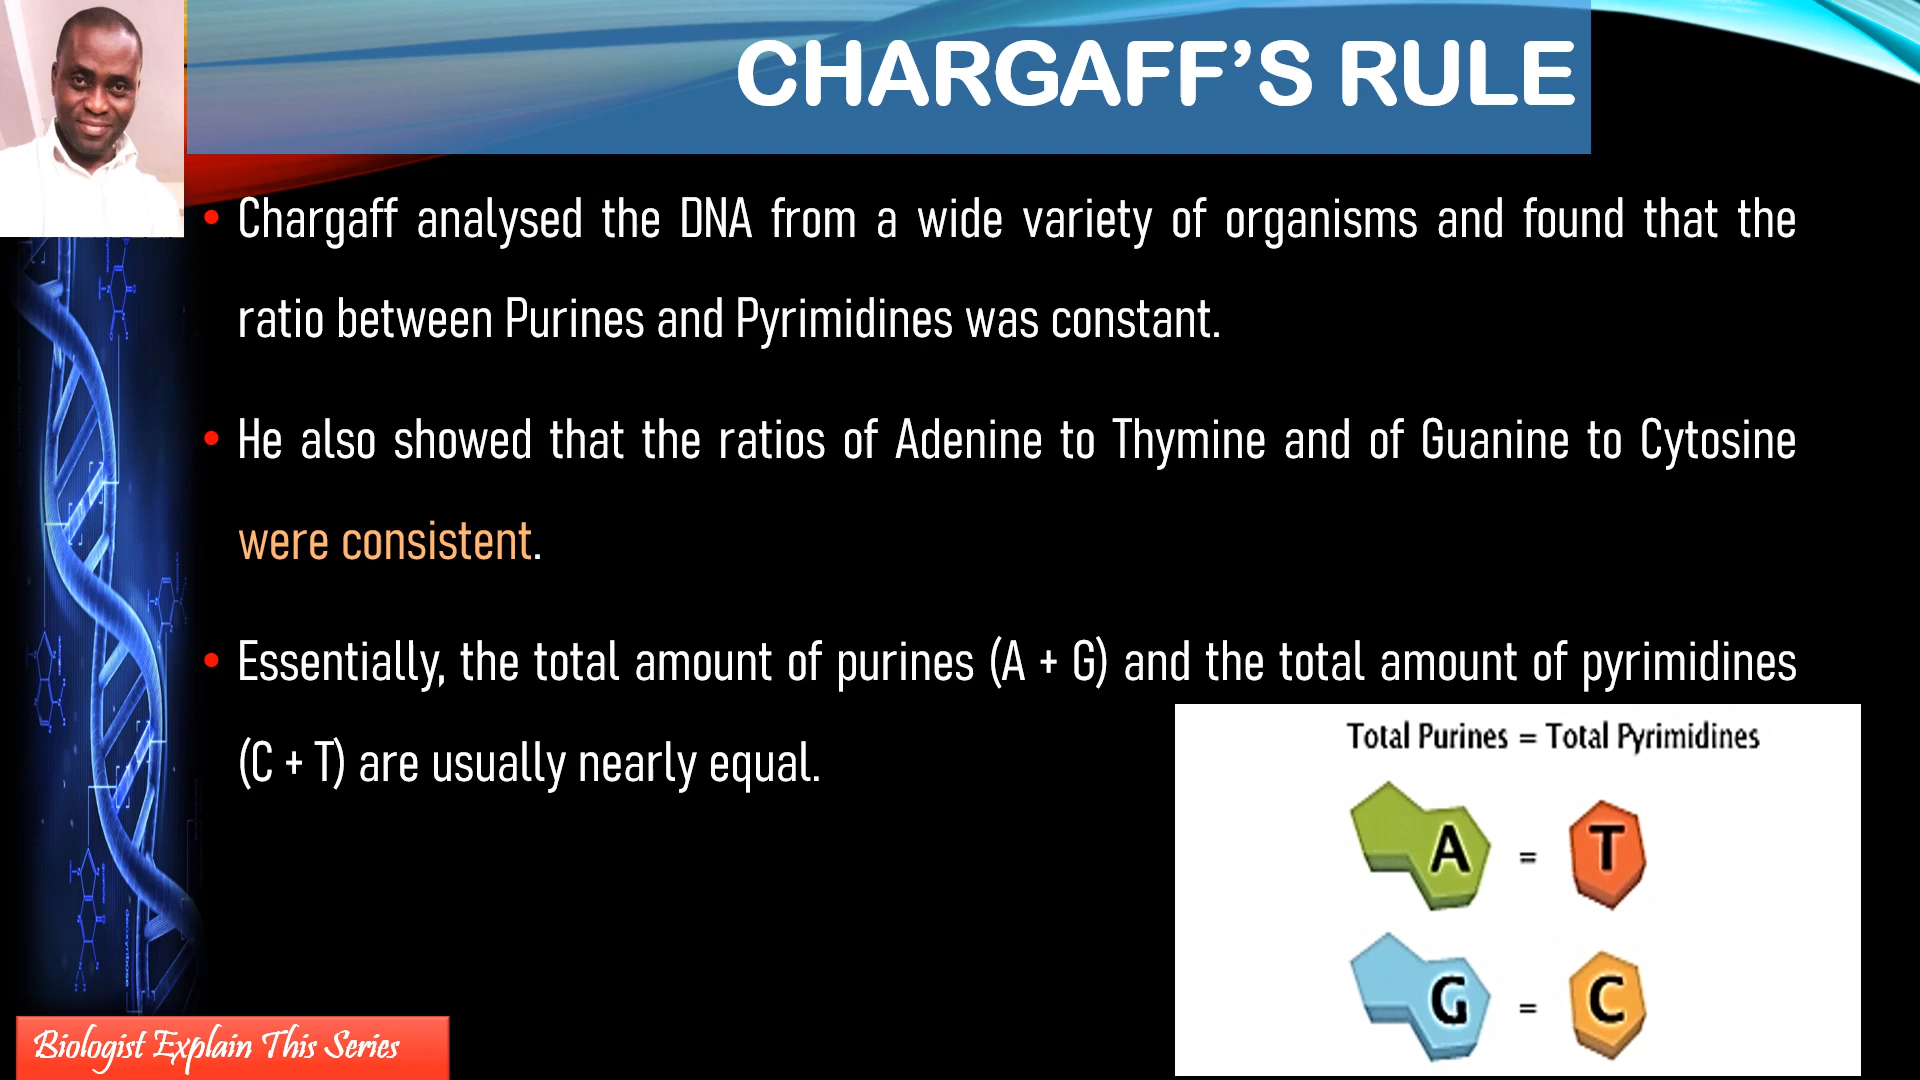 CHARGAFF’S RULE
• Chargaff analysed the DNA from a wide variety of organisms and found that the
ratio between Purines and Pyrimidines was constant.
• He also showed that the ratios of Adenine to Thymine and of Guanine to Cytosine
were consistent.
• Essentially, the total amount of purines (A + G) and the total amount of pyrimidines
(C + T) are usually nearly equal.
Total Purines = Total Pyrimidines
A = T
G = C
Biologist Explain This Series